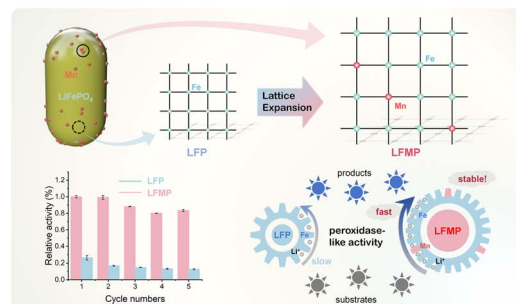 Mn
LiFePO₄
Fe
LFP
Lattice
Expansion
Fe
Mn
LFMP
Relative activity (%)
1.2
1.0
0.8
0.6
0.4
0.2
0.0
LFP
LFMP
1 2 3 4 5
Cycle numbers
products
stable!
fast
LFP
Fe
Li⁺
slow
peroxidase-
like activity
Fe
Mn
Li⁺
LFMP
substrates